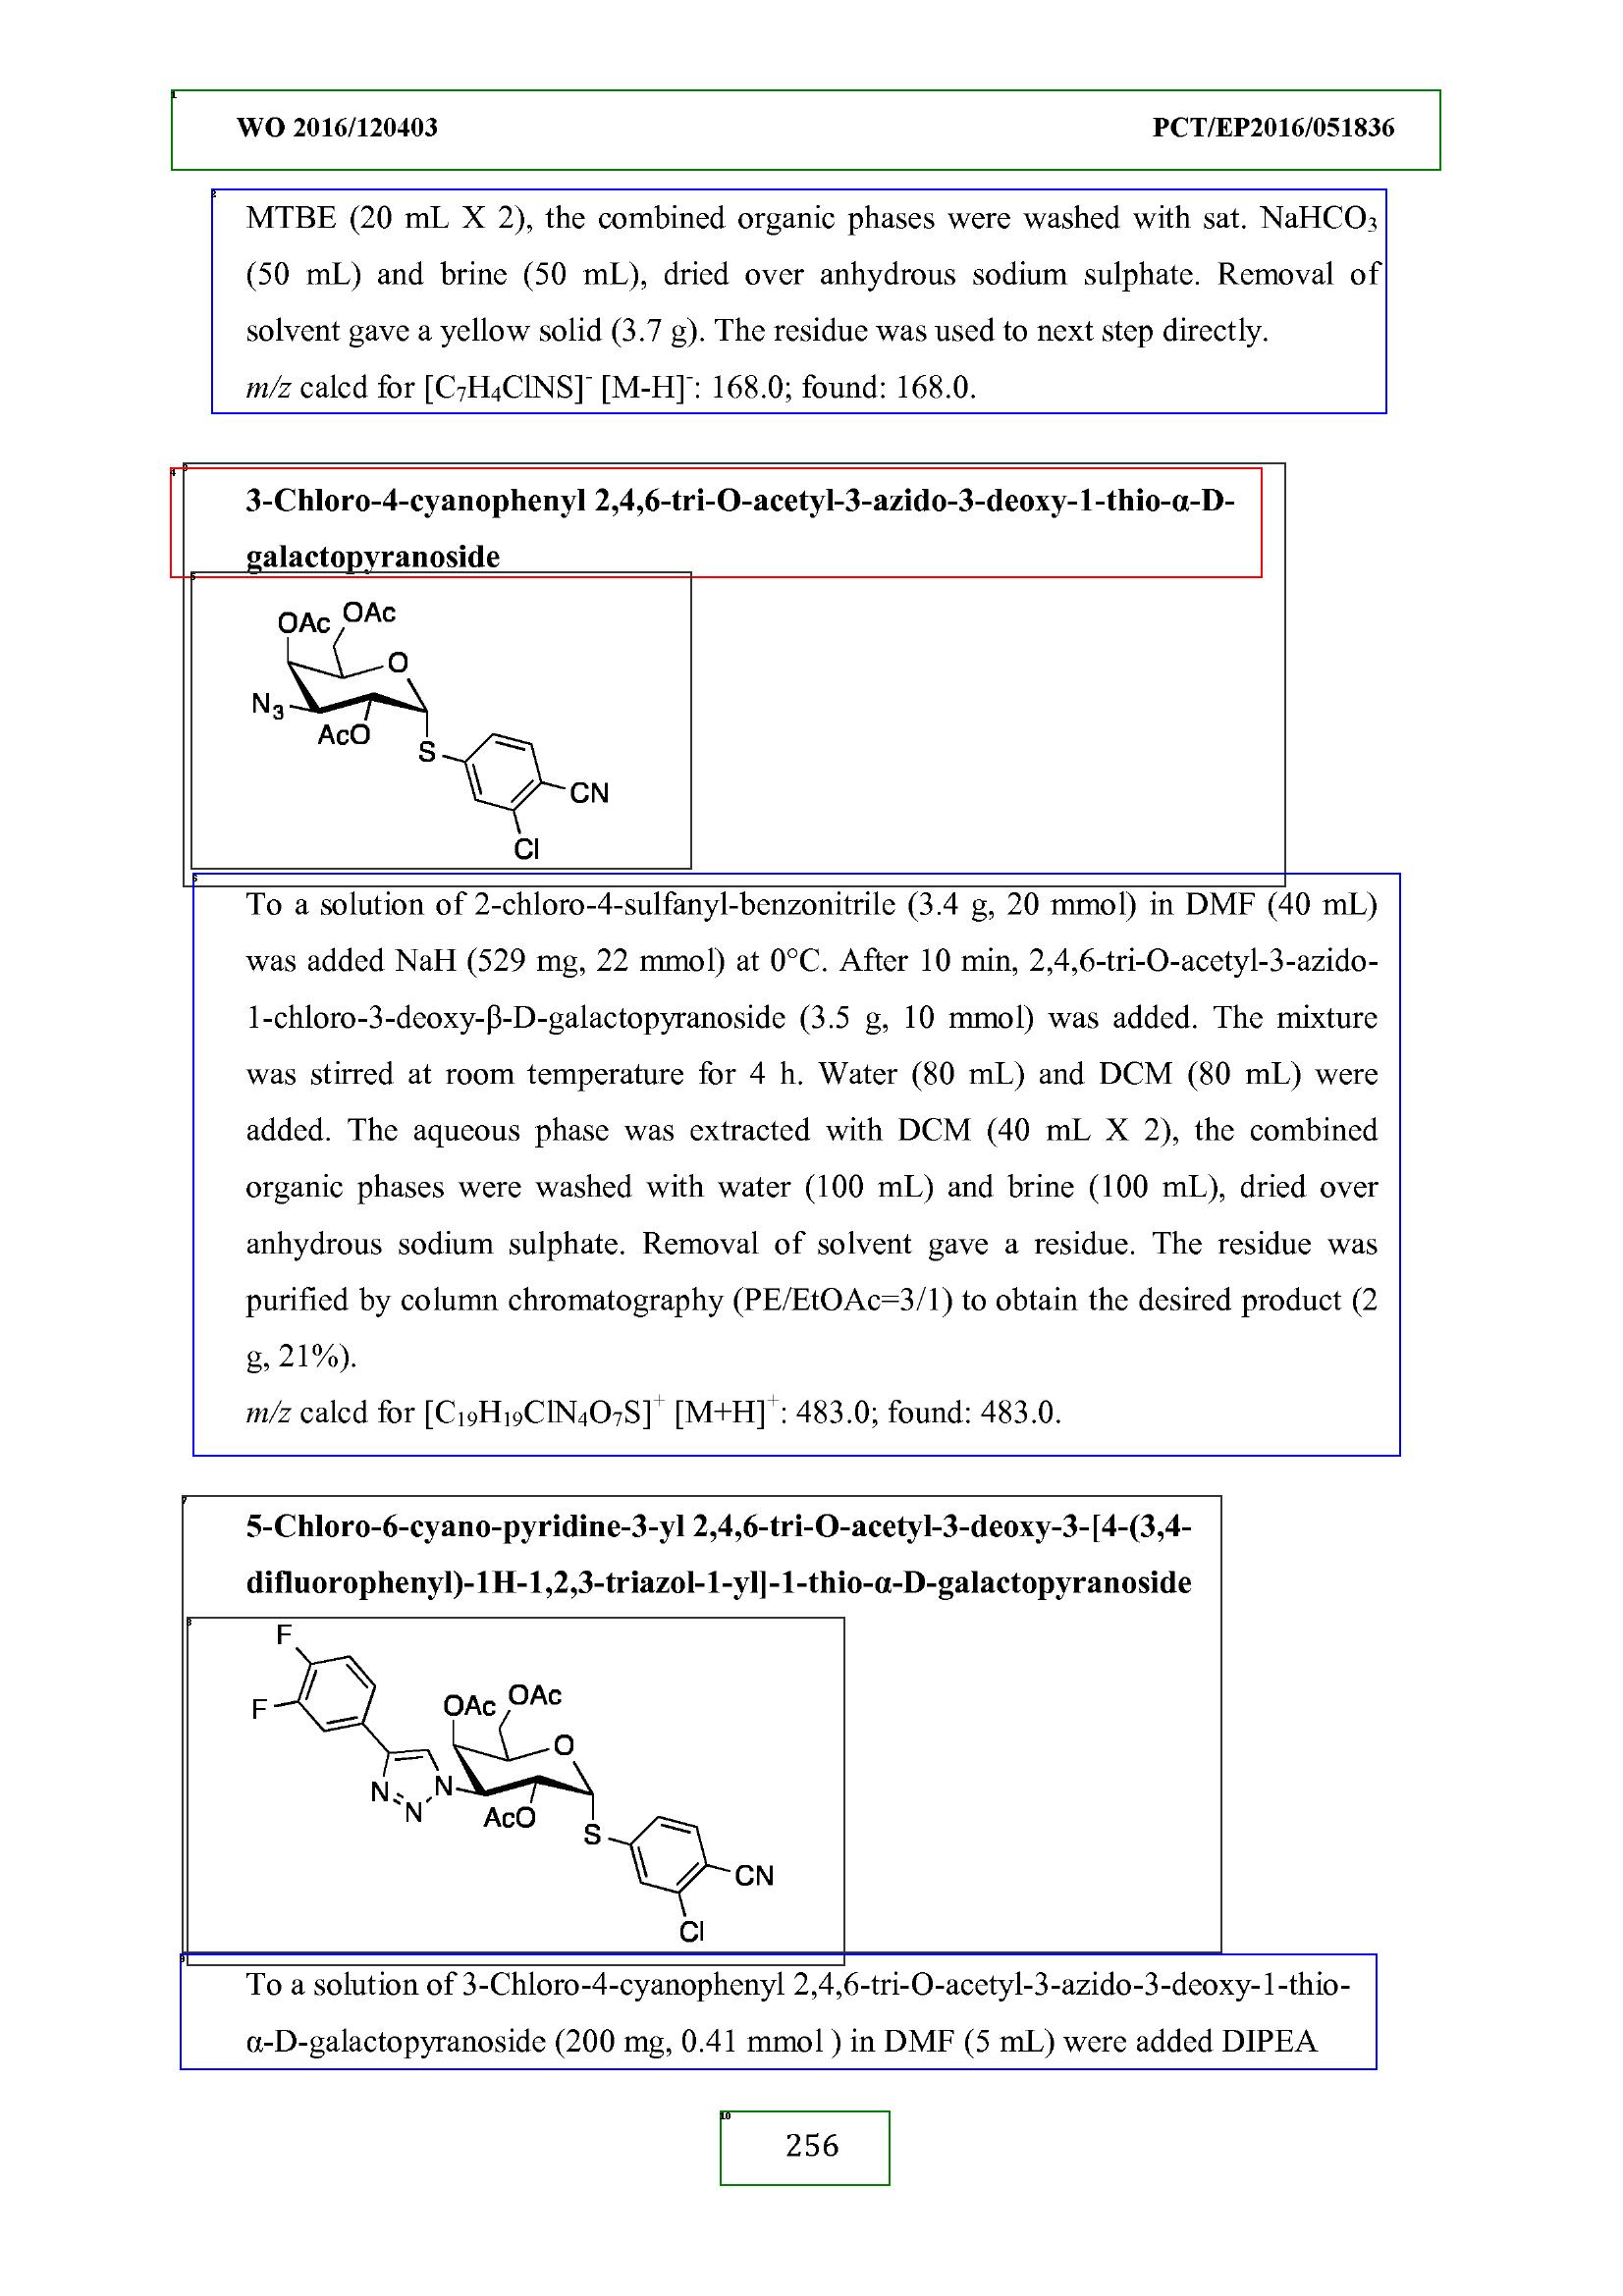 WO 2016/120403 PCT/EP2016/051836
MTBE (20 mL X 2), the combined organic phases were washed with sat. NaHCO₃
(50 mL) and brine (50 mL), dried over anhydrous sodium sulphate. Removal of
solvent gave a yellow solid (3.7 g). The residue was used to next step directly.
m/z calcd for [C₇H₄ClNS]⁻ [M-H]⁻: 168.0; found: 168.0.
3-Chloro-4-cyanophenyl 2,4,6-tri-O-acetyl-3-azido-3-deoxy-1-thio-α-D-
galactopyranoside
OAc OAc
O
N₃
AcO
S
CN
Cl
To a solution of 2-chloro-4-sulfanyl-benzonitrile (3.4 g, 20 mmol) in DMF (40 mL)
was added NaH (529 mg, 22 mmol) at 0°C. After 10 min, 2,4,6-tri-O-acetyl-3-azido-
1-chloro-3-deoxy-β-D-galactopyranoside (3.5 g, 10 mmol) was added. The mixture
was stirred at room temperature for 4 h. Water (80 mL) and DCM (80 mL) were
added. The aqueous phase was extracted with DCM (40 mL X 2), the combined
organic phases were washed with water (100 mL) and brine (100 mL), dried over
anhydrous sodium sulphate. Removal of solvent gave a residue. The residue was
purified by column chromatography (PE/EtOAc=3/1) to obtain the desired product (2
g, 21%).
m/z calcd for [C₁₉H₁₉ClN₄O₇S]⁺ [M+H]⁺: 483.0; found: 483.0.
5-Chloro-6-cyano-pyridine-3-yl 2,4,6-tri-O-acetyl-3-deoxy-3-[4-(3,4-
difluorophenyl)-1H-1,2,3-triazol-1-yl]-1-thio-α-D-galactopyranoside
F
F
OAc OAc
O
N N
N
AcO
S
CN
Cl
To a solution of 3-Chloro-4-cyanophenyl 2,4,6-tri-O-acetyl-3-azido-3-deoxy-1-thio-
α-D-galactopyranoside (200 mg, 0.41 mmol ) in DMF (5 mL) were added DIPEA
256